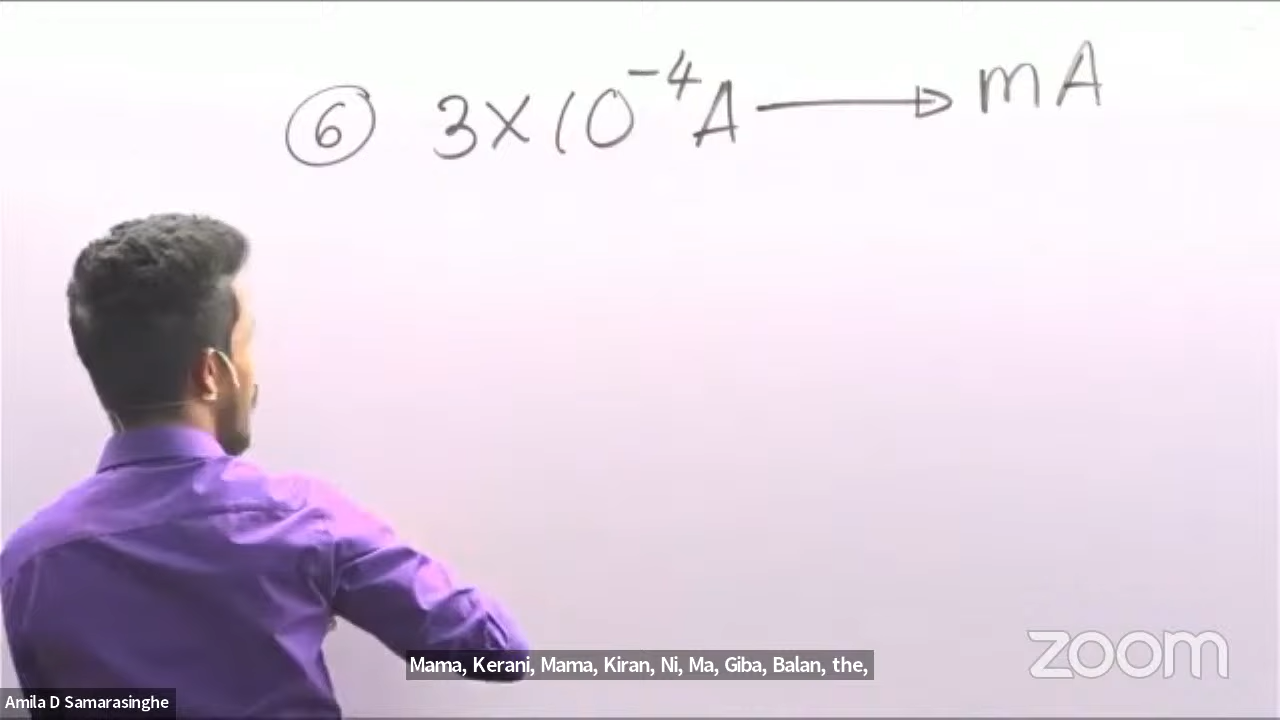 ⑥ 3×10⁻⁴A → mA
Mama, Kerani, Mama, Kiran, Ni, Ma, Giba, Balan, the,
zoom
Amila D Samarasinghe